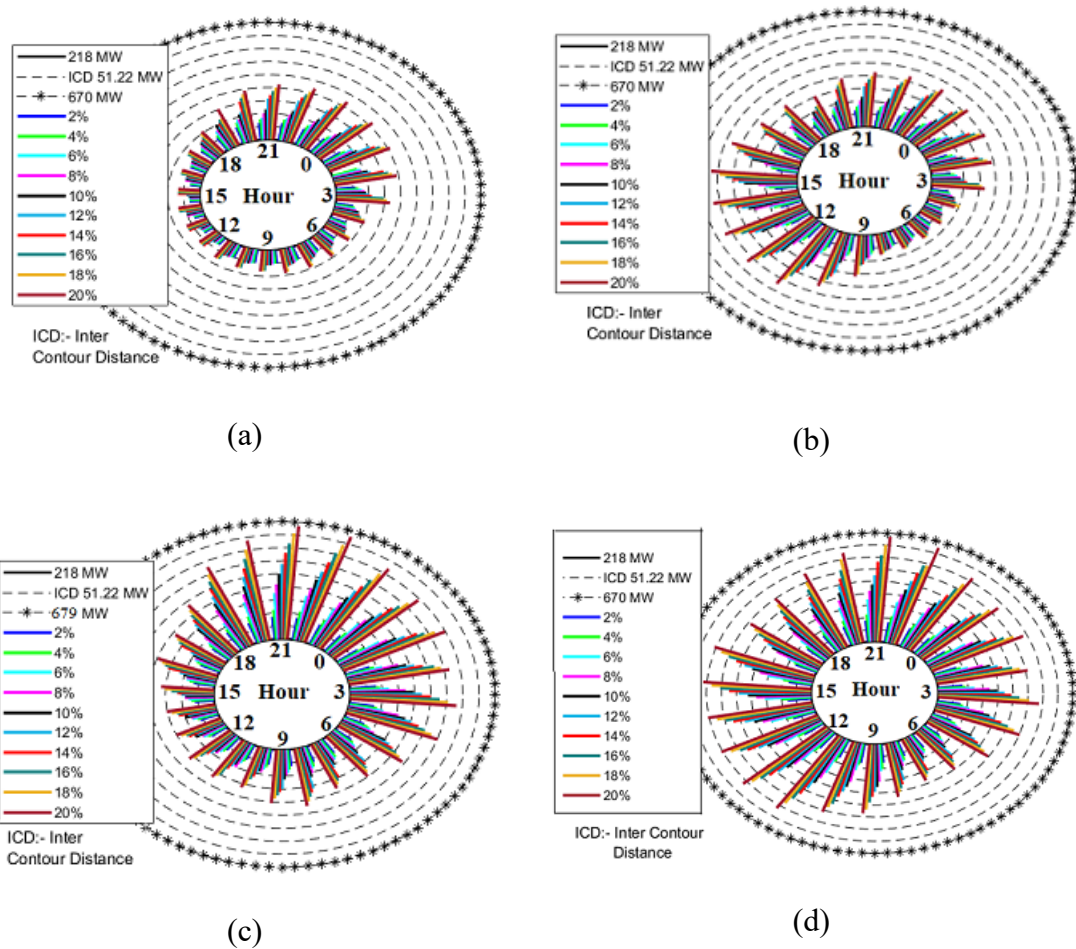 218 MW
ICD 51.22 MW
670 MW
2%
4%
6%
8%
10%
12%
14%
16%
18%
20%
ICD:- Inter
Contour Distance
21
18
0
15
Hour
3
12
6
9
(a)
218 MW
ICD 51.22 MW
670 MW
2%
4%
6%
8%
10%
12%
14%
16%
18%
20%
ICD:- Inter
Contour Distance
21
18
0
15
Hour
3
12
6
9
(b)
218 MW
ICD 51.22 MW
679 MW
2%
4%
6%
8%
10%
12%
14%
16%
18%
20%
ICD:- Inter
Contour Distance
21
18
0
15
Hour
3
12
6
9
(c)
218 MW
ICD 51.22 MW
670 MW
2%
4%
6%
8%
10%
12%
14%
16%
18%
20%
ICD:- Inter Contour
Distance
21
18
0
15
Hour
3
12
6
9
(d)